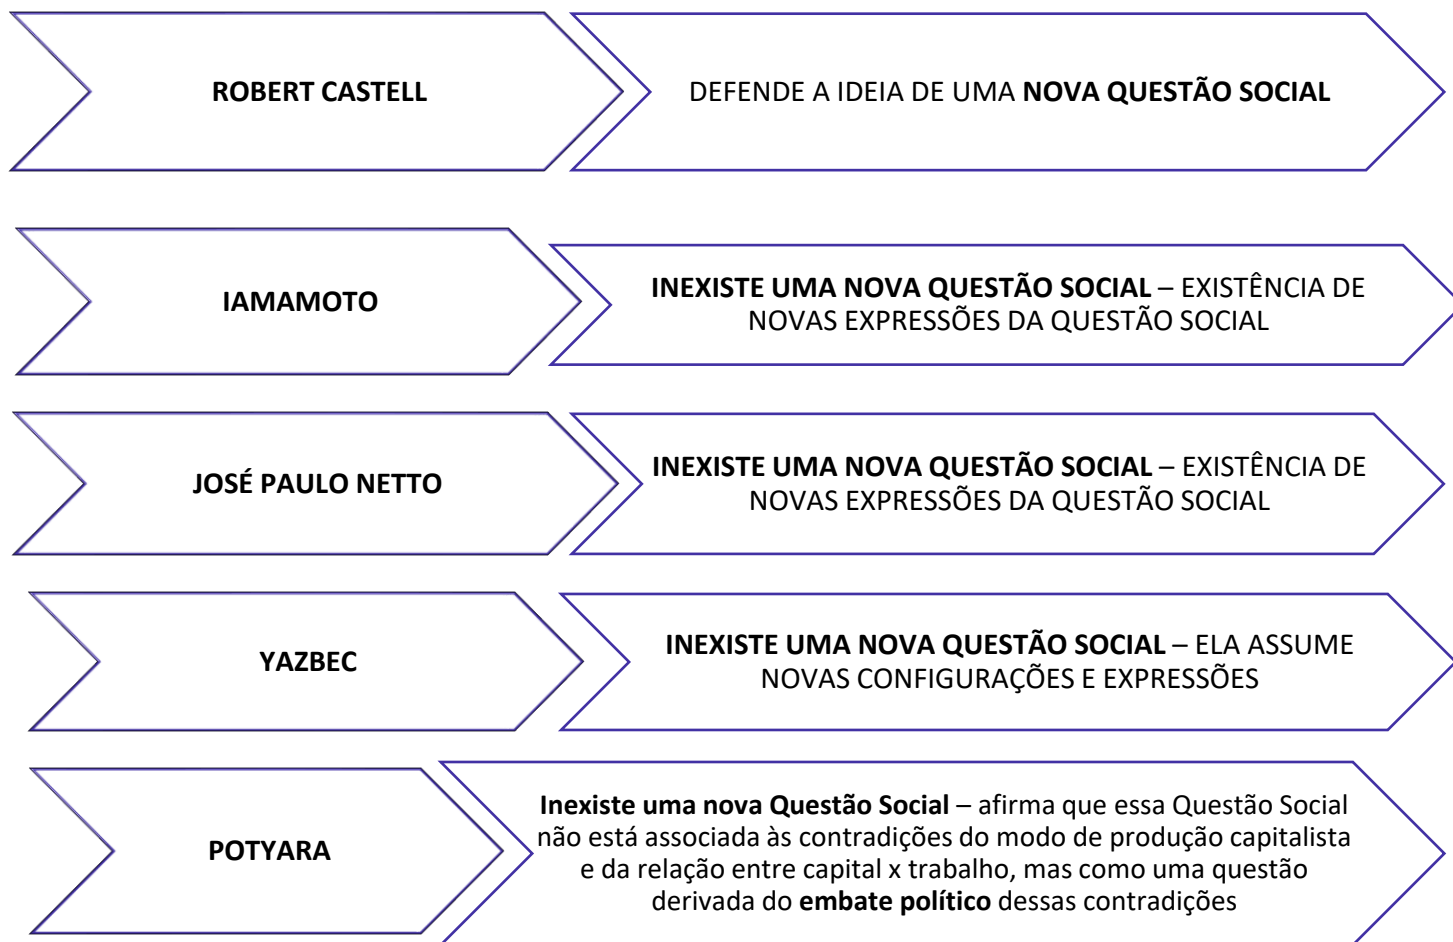 ROBERT CASTELL
DEFENDE A IDEIA DE UMA NOVA QUESTÃO SOCIAL
IAMAMOTO
INEXISTE UMA NOVA QUESTÃO SOCIAL – EXISTÊNCIA DE
NOVAS EXPRESSÕES DA QUESTÃO SOCIAL
JOSÉ PAULO NETTO
INEXISTE UMA NOVA QUESTÃO SOCIAL – EXISTÊNCIA DE
NOVAS EXPRESSÕES DA QUESTÃO SOCIAL
YAZBEC
INEXISTE UMA NOVA QUESTÃO SOCIAL – ELA ASSUME
NOVAS CONFIGURAÇÕES E EXPRESSÕES
POTYARA
Inexiste uma nova Questão Social – afirma que essa Questão Social
não está associada às contradições do modo de produção capitalista
e da relação entre capital x trabalho, mas como uma questão
derivada do embate político dessas contradições